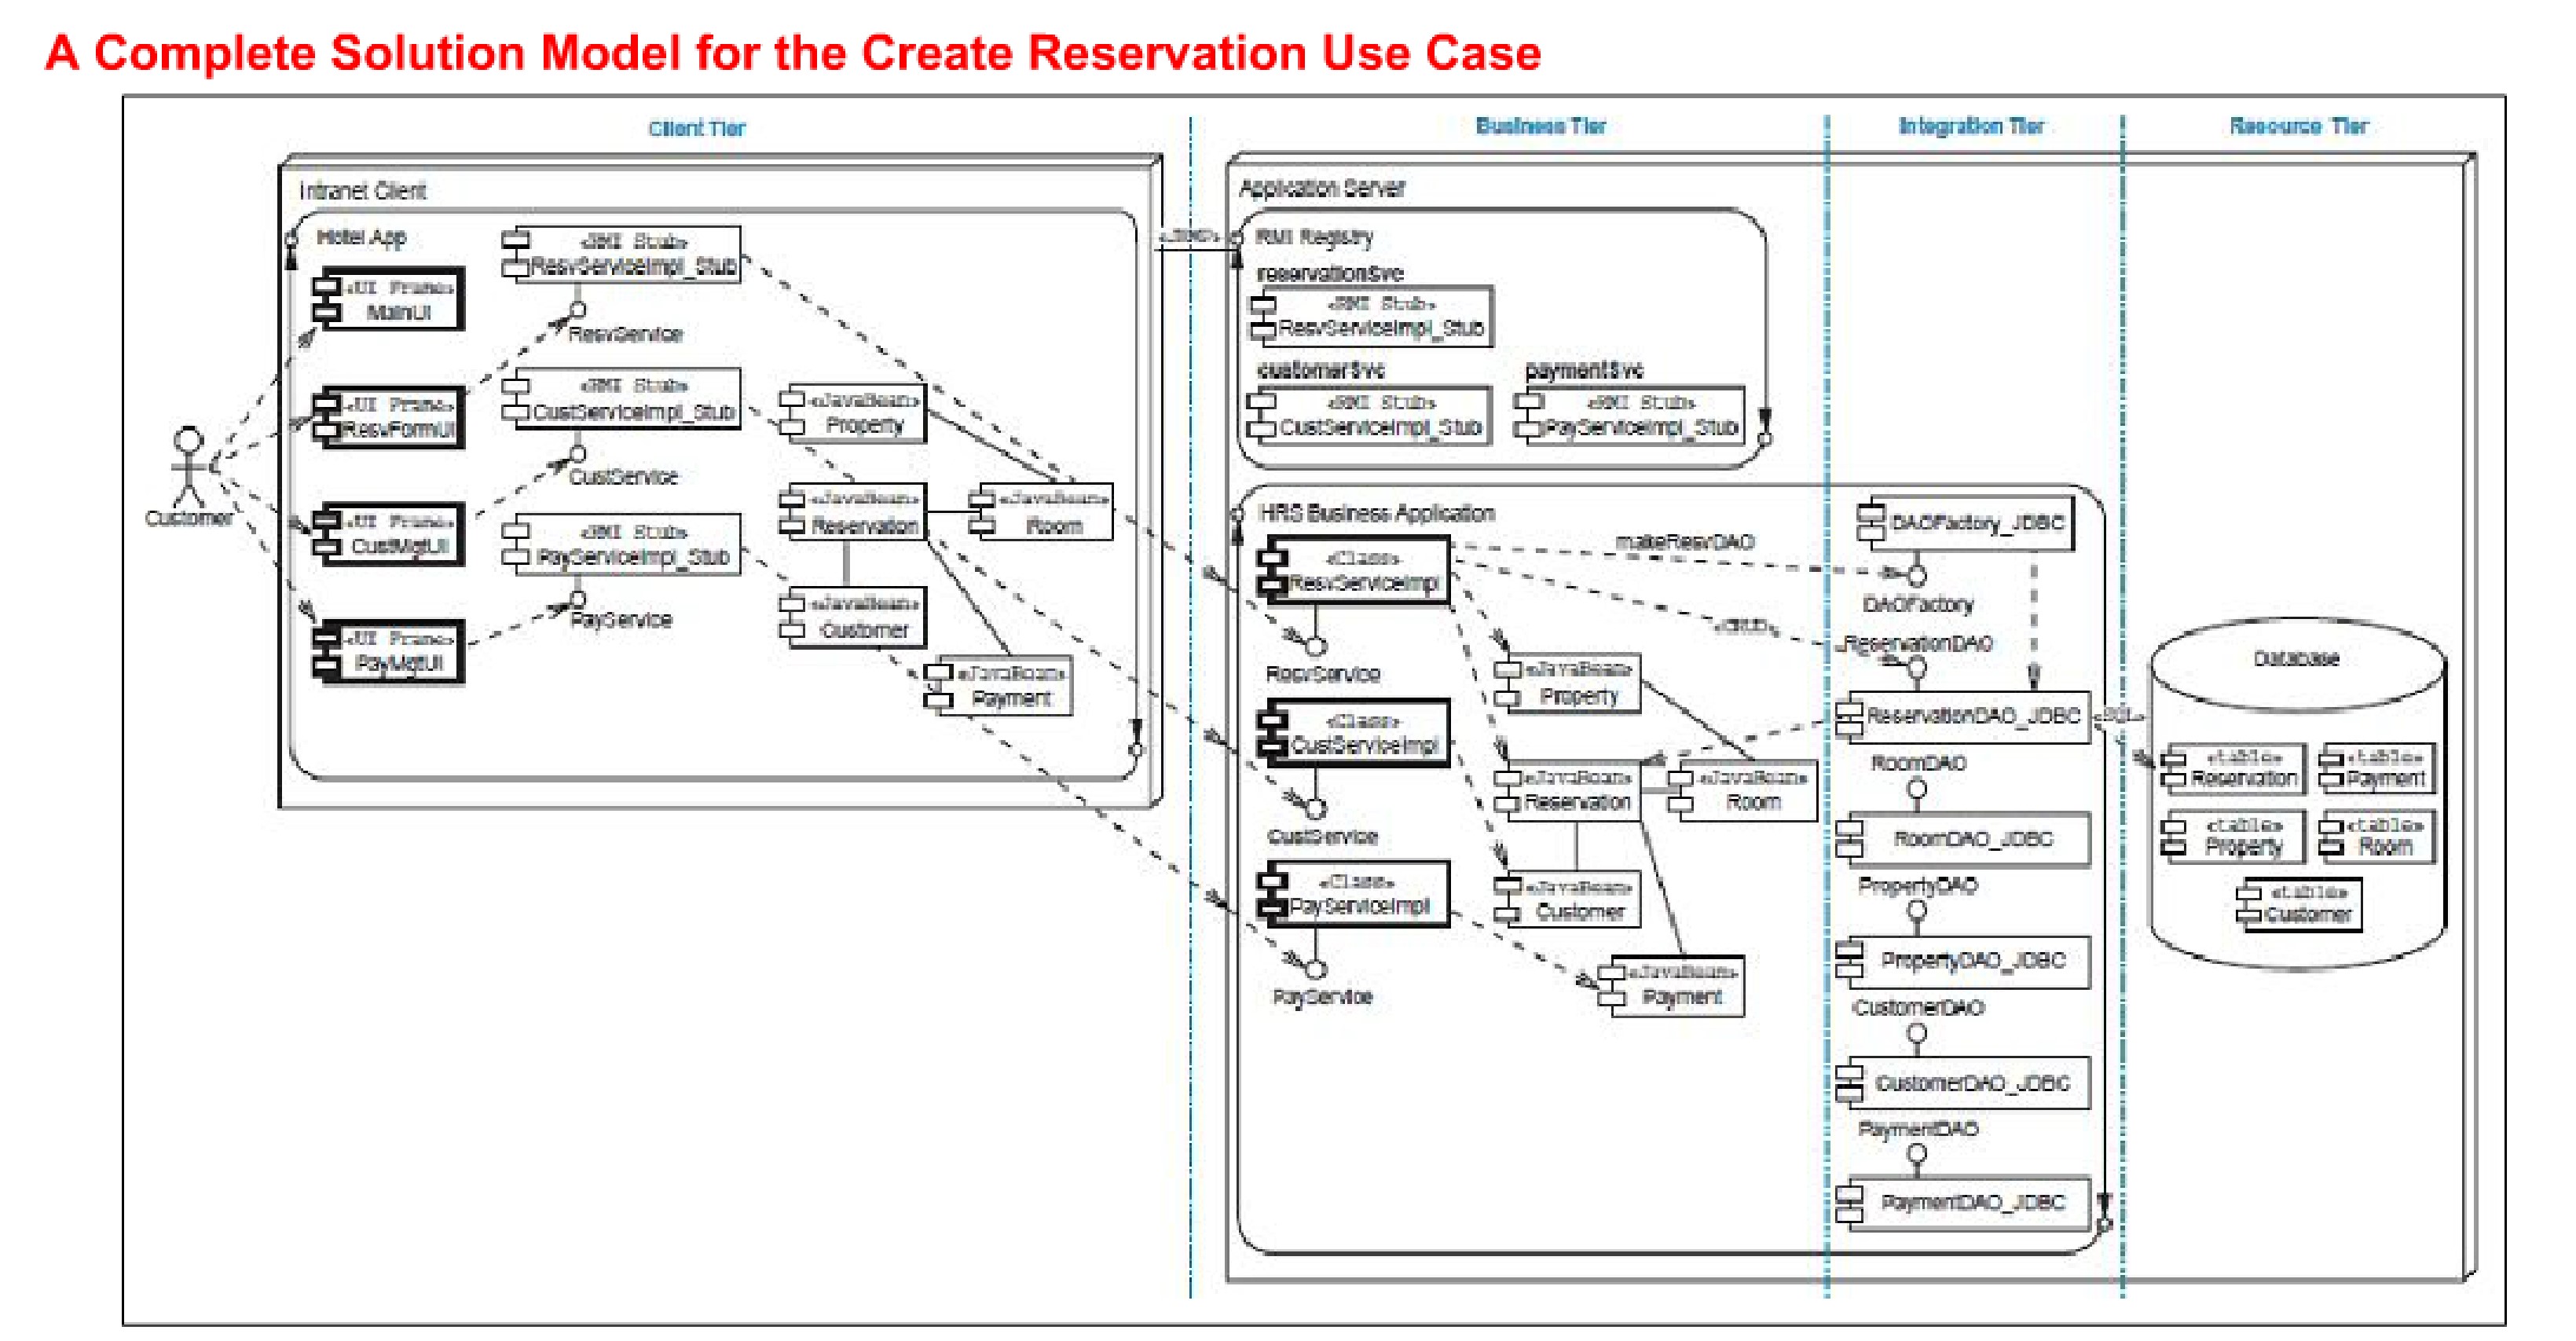 A Complete Solution Model for the Create Reservation Use Case
Client Tier
Business Tier
Integration Tier
Resource Tier
Intranet Client
Hotel App
«UI Frame»
MainUI
«UI Frame»
ResvFormUI
«UI Frame»
CustMgtUI
«UI Frame»
PayMgtUI
Customer
«RMI Stub»
ResvServiceImpl_Stub
ResvService
«RMI Stub»
CustServiceImpl_Stub
CustService
«RMI Stub»
PayServiceImpl_Stub
PayService
«JavaBean»
Property
«JavaBean»
Reservation
«JavaBean»
Room
«JavaBean»
Customer
«JavaBean»
Payment
Application Server
RMI Registry
reservationSvc
«RMI Stub»
ResvServiceImpl_Stub
customerSvc
«RMI Stub»
CustServiceImpl_Stub
paymentSvc
«RMI Stub»
PayServiceImpl_Stub
HRS Business Application
«Class»
ResvServiceImpl
ResvService
«Class»
CustServiceImpl
CustService
«Class»
PayServiceImpl
PayService
makeResvDAO
«CRUD»
«JavaBean»
Property
«JavaBean»
Reservation
«JavaBean»
Room
«JavaBean»
Customer
«JavaBean»
Payment
DAOFactory_JDBC
DAOFactory
ReservationDAO
ReservationDAO_JDBC
RoomDAO
RoomDAO_JDBC
PropertyDAO
PropertyDAO_JDBC
CustomerDAO
CustomerDAO_JDBC
PaymentDAO
PaymentDAO_JDBC
Database
«table»
Reservation
«table»
Payment
«table»
Property
«table»
Room
«table»
Customer